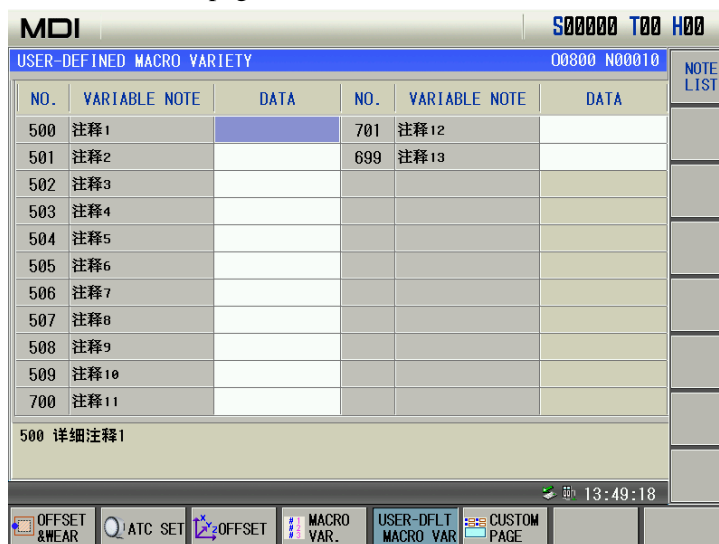 MDI S00000 T00 H00
USER-DEFINED MACRO VARIETY O0800 N00010
NOTE
LIST
NO. VARIABLE NOTE DATA NO. VARIABLE NOTE DATA
500 注释1 701 注释12
501 注释2 699 注释13
502 注释3
503 注释4
504 注释5
505 注释6
506 注释7
507 注释8
508 注释9
509 注释10
700 注释11
500 详细注释1
13:49:18
OFFSET
&WEAR
ATC SET
OFFSET
MACRO
VAR.
USER-DFLT
MACRO VAR
CUSTOM
PAGE